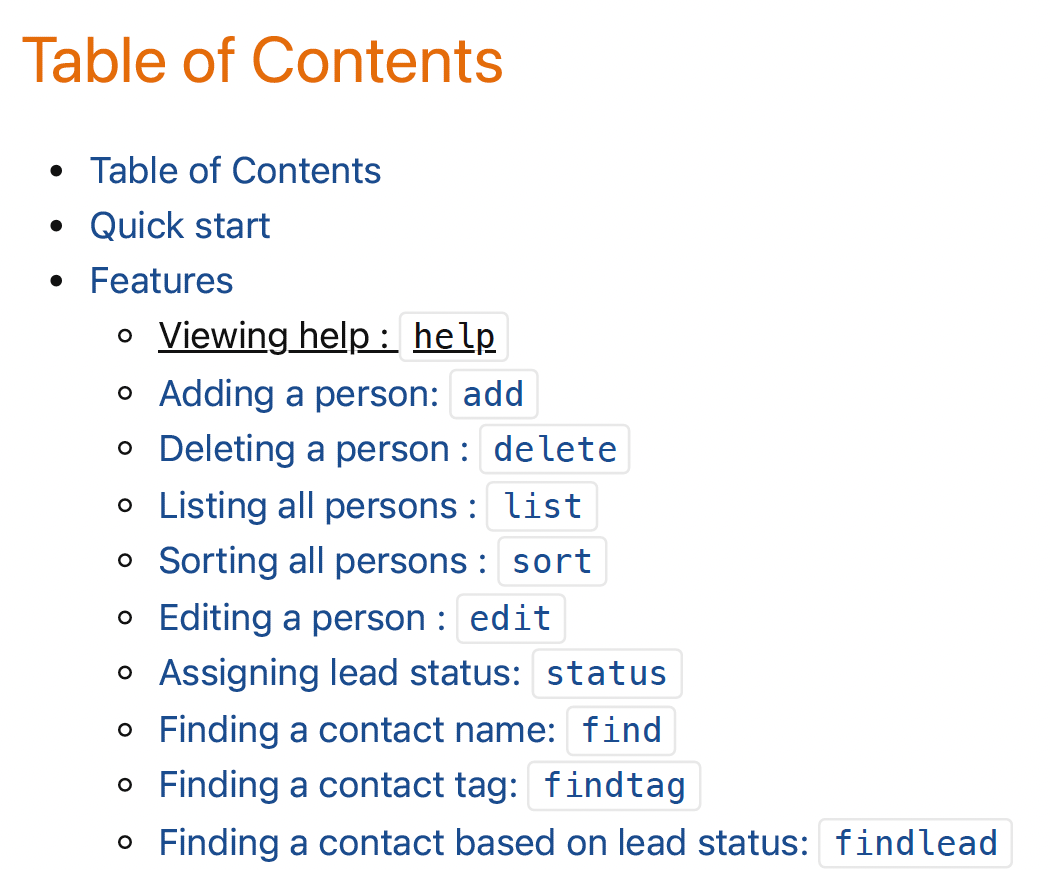 Table of Contents
Table of Contents
Quick start
Features
Viewing help : help
Adding a person: add
Deleting a person : delete
Listing all persons : list
Sorting all persons : sort
Editing a person : edit
Assigning lead status: status
Finding a contact name: find
Finding a contact tag: findtag
Finding a contact based on lead status: findlead